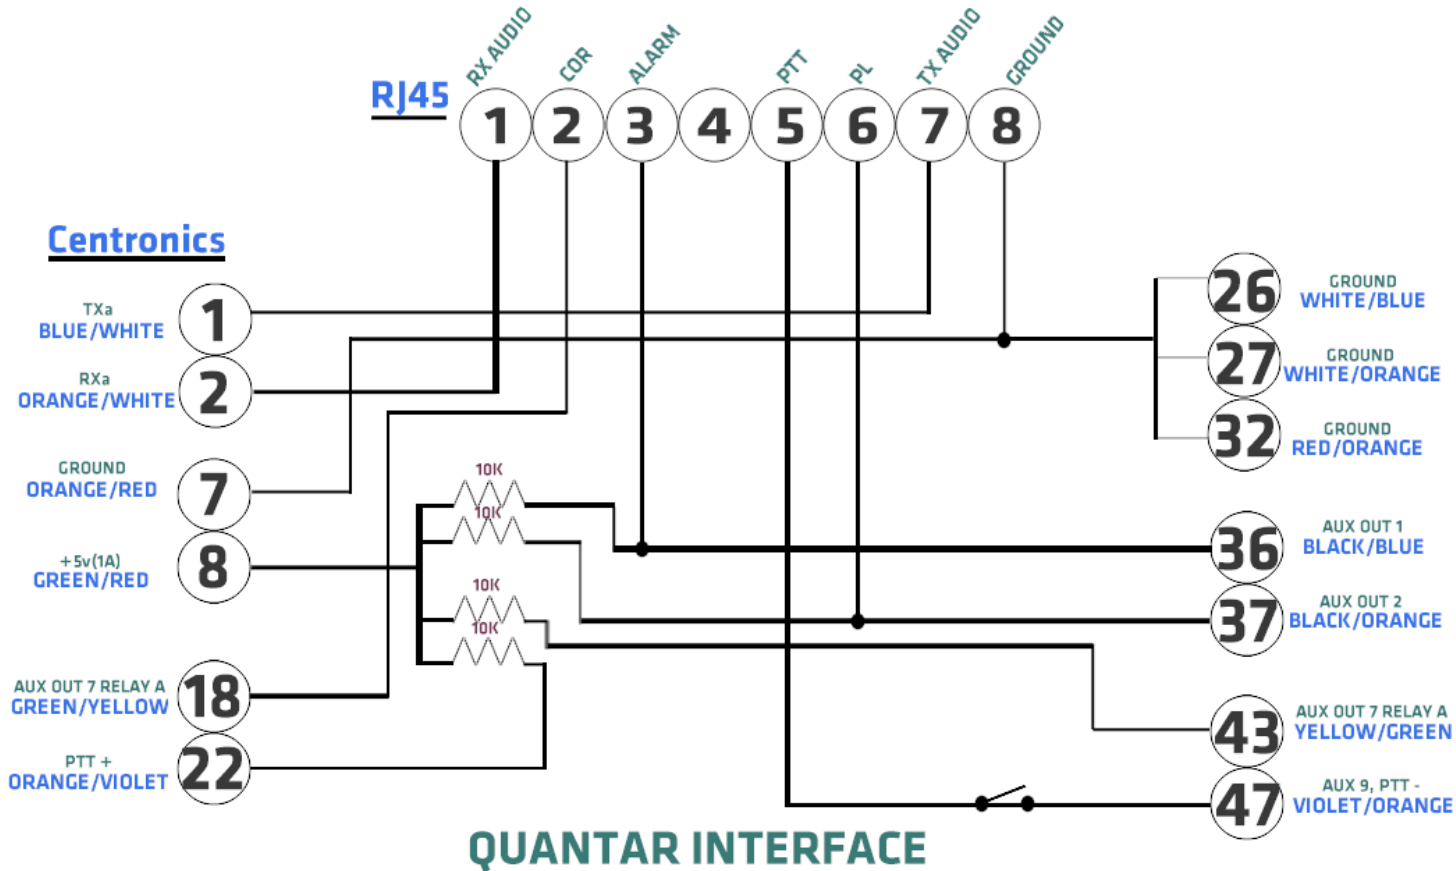 RX AUDIO
COR
ALARM
PTT
PL
TX AUDIO
GROUND
RJ45
1 2 3 4 5 6 7 8
Centronics
TXa
BLUE/WHITE
1
RXa
ORANGE/WHITE
2
GROUND
ORANGE/RED
7
+5v(1A)
GREEN/RED
8
AUX OUT 7 RELAY A
GREEN/YELLOW
18
PTT +
ORANGE/VIOLET
22
10K
10K
10K
10K
26
GROUND
WHITE/BLUE
27
GROUND
WHITE/ORANGE
32
GROUND
RED/ORANGE
36
AUX OUT 1
BLACK/BLUE
37
AUX OUT 2
BLACK/ORANGE
43
AUX OUT 7 RELAY A
YELLOW/GREEN
47
AUX 9, PTT -
VIOLET/ORANGE
QUANTAR INTERFACE